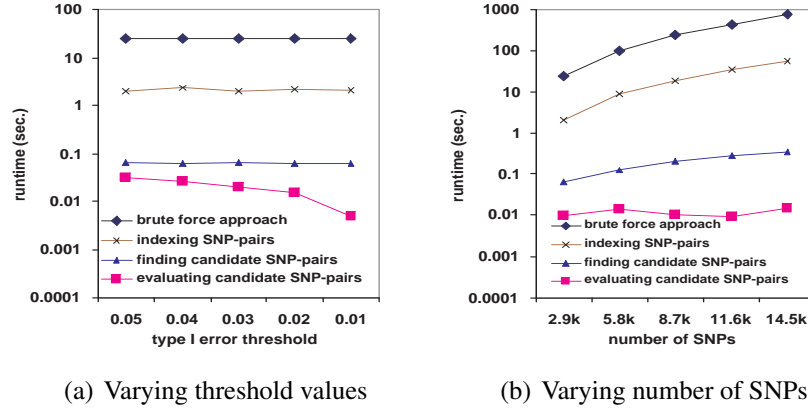 100
10
1
0.1
0.01
0.001
0.0001
runtime (sec.)
brute force approach
indexing SNP-pairs
finding candidate SNP-pairs
evaluating candidate SNP-pairs
0.05 0.04 0.03 0.02 0.01
type I error threshold
(a) Varying threshold values
1000
100
10
1
0.1
0.01
0.001
0.0001
runtime (sec.)
brute force approach
indexing SNP-pairs
finding candidate SNP-pairs
evaluating candidate SNP-pairs
2.9k 5.8k 8.7k 11.6k 14.5k
number of SNPs
(b) Varying number of SNPs